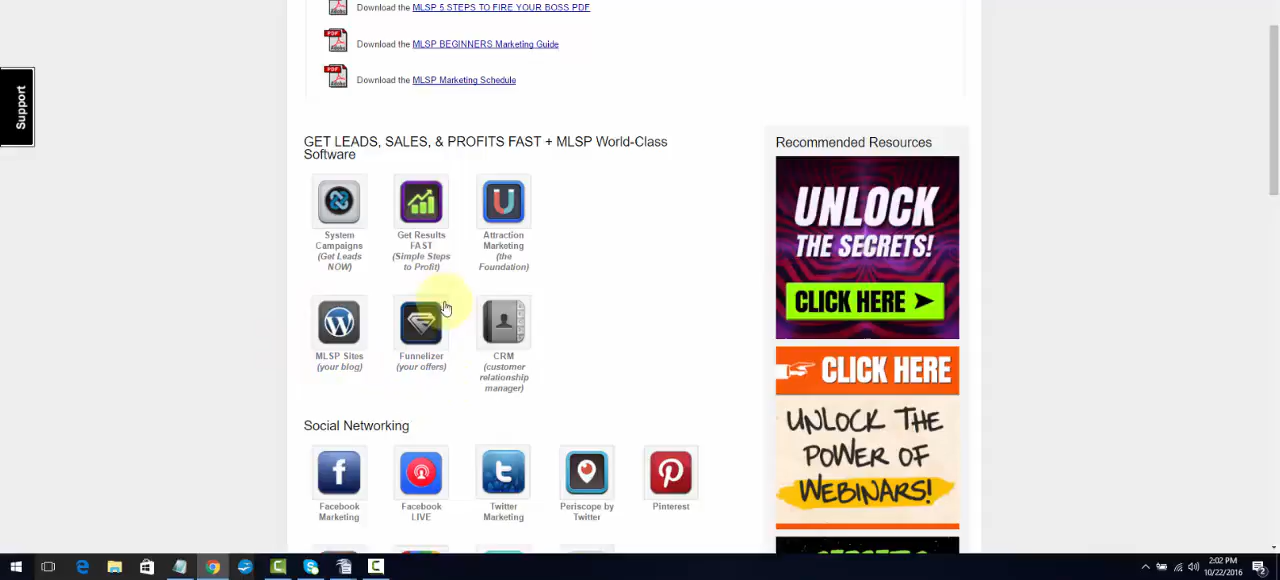 Download the MLSP 5 STEPS TO FIRE YOUR BOSS PDF
PDF
Download the MLSP BEGINNERS Marketing Guide
PDF
Download the MLSP Marketing Schedule
Support
GET LEADS, SALES, & PROFITS FAST + MLSP World-Class
Software
System
Campaigns
(Get Leads
NOW)
Get Results
FAST
(Simple Steps
to Profit)
Attraction
Marketing
(the
Foundation)
MLSP Sites
(your blog)
Funnelizer
(your offers)
CRM
(customer
relationship
manager)
Social Networking
Facebook
Marketing
Facebook
LIVE
Twitter
Marketing
Periscope by
Twitter
Pinterest
Recommended Resources
UNLOCK
THE SECRETS!
CLICK HERE
CLICK HERE
UNLOCK THE
POWER OF
WEBINARS!
2:02 PM
10/22/2016